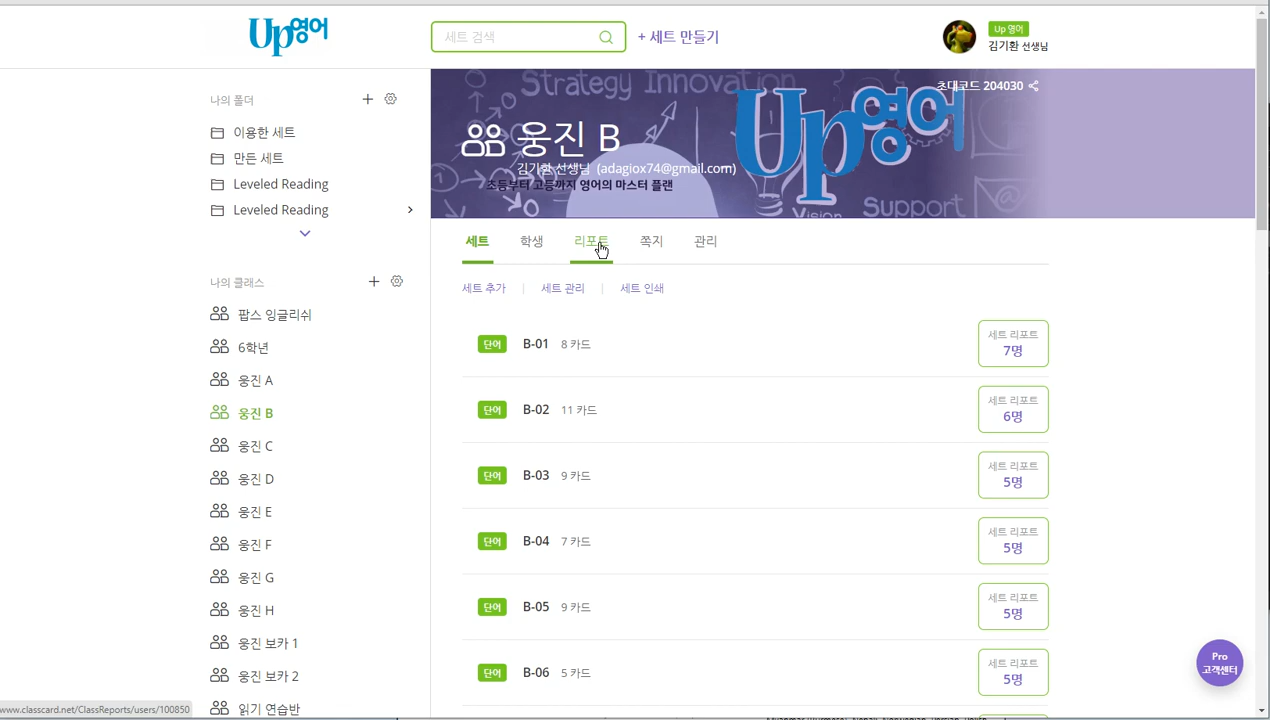 Up영어
세트 검색
+ 세트 만들기
Up 영어
김기환 선생님
나의 폴더
이용한 세트
만든 세트
Leveled Reading
Leveled Reading
나의 클래스
팝스 잉글리쉬
6학년
웅진 A
웅진 B
웅진 C
웅진 D
웅진 E
웅진 F
웅진 G
웅진 H
웅진 보카 1
웅진 보카 2
읽기 연습반
www.classcard.net/ClassReports/users/100850
Strategy Innovation
초대코드 204030
웅진 B
Up영어
김기환 선생님 (adagiox74@gmail.com)
초등부터 고등까지 영어의 마스터 플랜
Vision Support
세트 학생 리포트 쪽지 관리
세트 추가 | 세트 관리 | 세트 인쇄
단어 B-01 8 카드
세트 리포트
7명
단어 B-02 11 카드
세트 리포트
6명
단어 B-03 9 카드
세트 리포트
5명
단어 B-04 7 카드
세트 리포트
5명
단어 B-05 9 카드
세트 리포트
5명
단어 B-06 5 카드
세트 리포트
5명
Pro
고객센터